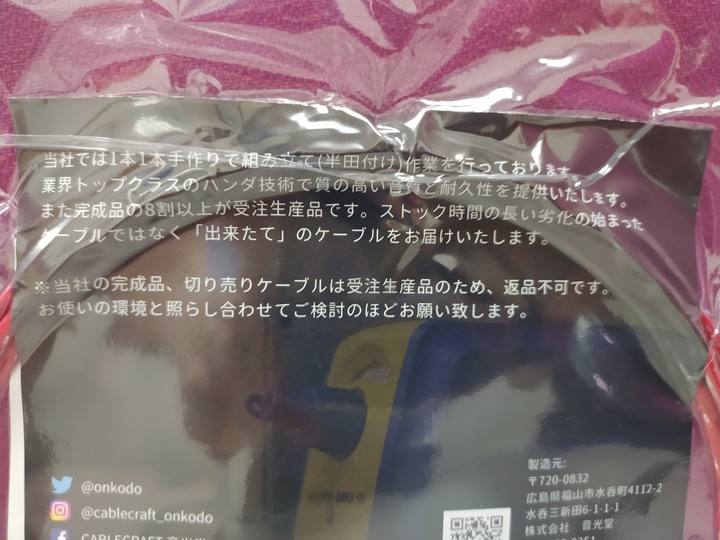 当社では1本1本手作りで組み立て(半田付け)作業を行っております。
業界トップクラスのハンダ技術で質の高い音質と耐久性を提供いたします。
また完成品の8割以上が受注生産品です。ストック時間の長い劣化の始まった
ケーブルではなく「出来たて」のケーブルをお届けいたします。
※当社の完成品、切り売りケーブルは受注生産品のため、返品不可です。
お使いの環境と照らし合わせてご検討のほどお願い致します。
@onkodo
@cablecraft_onkodo
CABLECRAFT 音光堂
製造元:
〒720-0832
広島県福山市水呑町4112-2
水呑三新田6-1-1-1
株式会社 音光堂